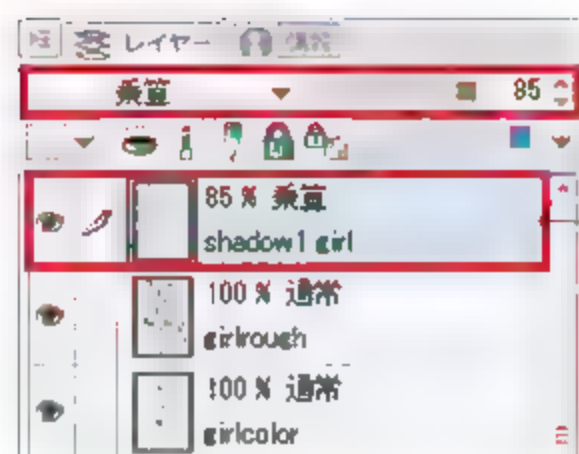 レイヤー
乗算 85
85 % 乗算
shadow1 girl
100 % 通常
girlrough
100 % 通常
girlcolor